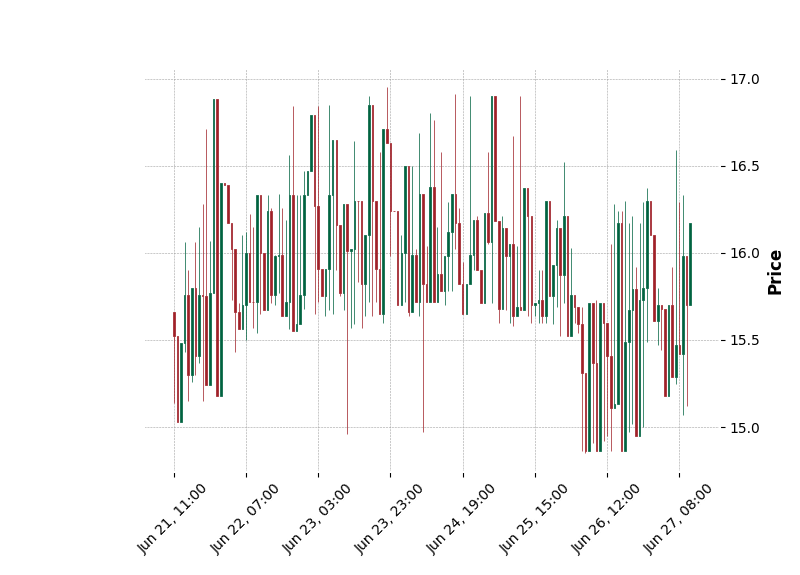 17.0
16.5
16.0
15.5
15.0
Price
Jun 21, 11:00
Jun 22, 07:00
Jun 23, 03:00
Jun 23, 23:00
Jun 24, 19:00
Jun 25, 15:00
Jun 26, 12:00
Jun 27, 08:00